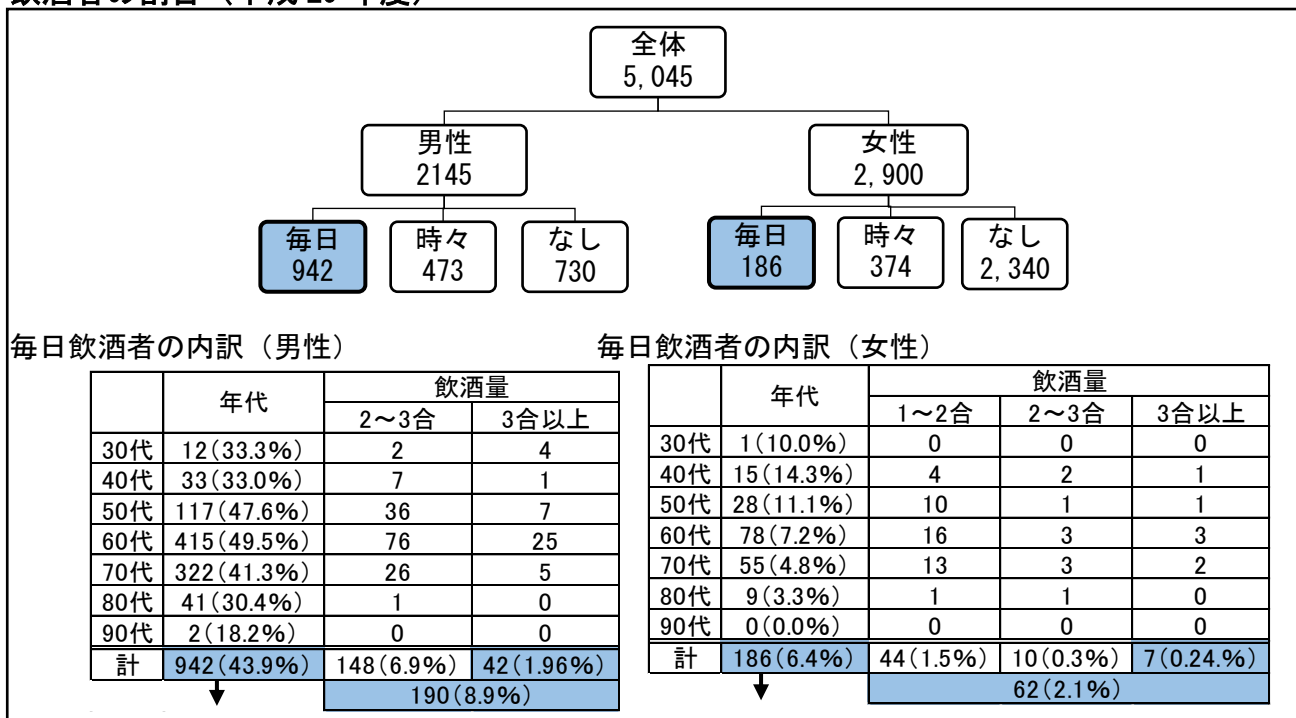 全体
5,045
男性
2145
女性
2,900
毎日
942
時々
473
なし
730
毎日
186
時々
374
なし
2,340
毎日飲酒者の内訳（男性）
年代 飲酒量
2～3合 3合以上
30代 12(33.3%) 2 4
40代 33(33.0%) 7 1
50代 117(47.6%) 36 7
60代 415(49.5%) 76 25
70代 322(41.3%) 26 5
80代 41(30.4%) 1 0
90代 2(18.2%) 0 0
計 942(43.9%) 148(6.9%) 42(1.96%)
190(8.9%)
毎日飲酒者の内訳（女性）
年代 飲酒量
1～2合 2～3合 3合以上
30代 1(10.0%) 0 0 0
40代 15(14.3%) 4 2 1
50代 28(11.1%) 10 1 1
60代 78(7.2%) 16 3 3
70代 55(4.8%) 13 3 2
80代 9(3.3%) 1 1 0
90代 0(0.0%) 0 0 0
計 186(6.4%) 44(1.5%) 10(0.3%) 7(0.24.%)
62(2.1%)